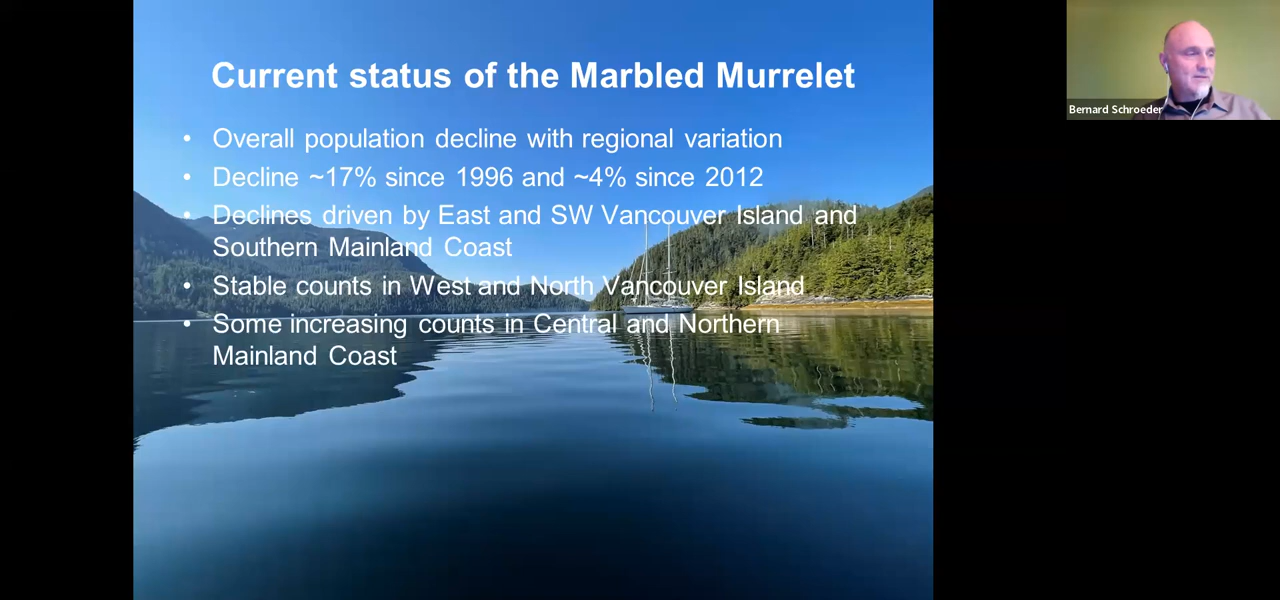 Current status of the Marbled Murrelet
• Overall population decline with regional variation
• Decline ~17% since 1996 and ~4% since 2012
• Declines driven by East and SW Vancouver Island and
Southern Mainland Coast
• Stable counts in West and North Vancouver Island
• Some increasing counts in Central and Northern
Mainland Coast
Bernard Schroeder